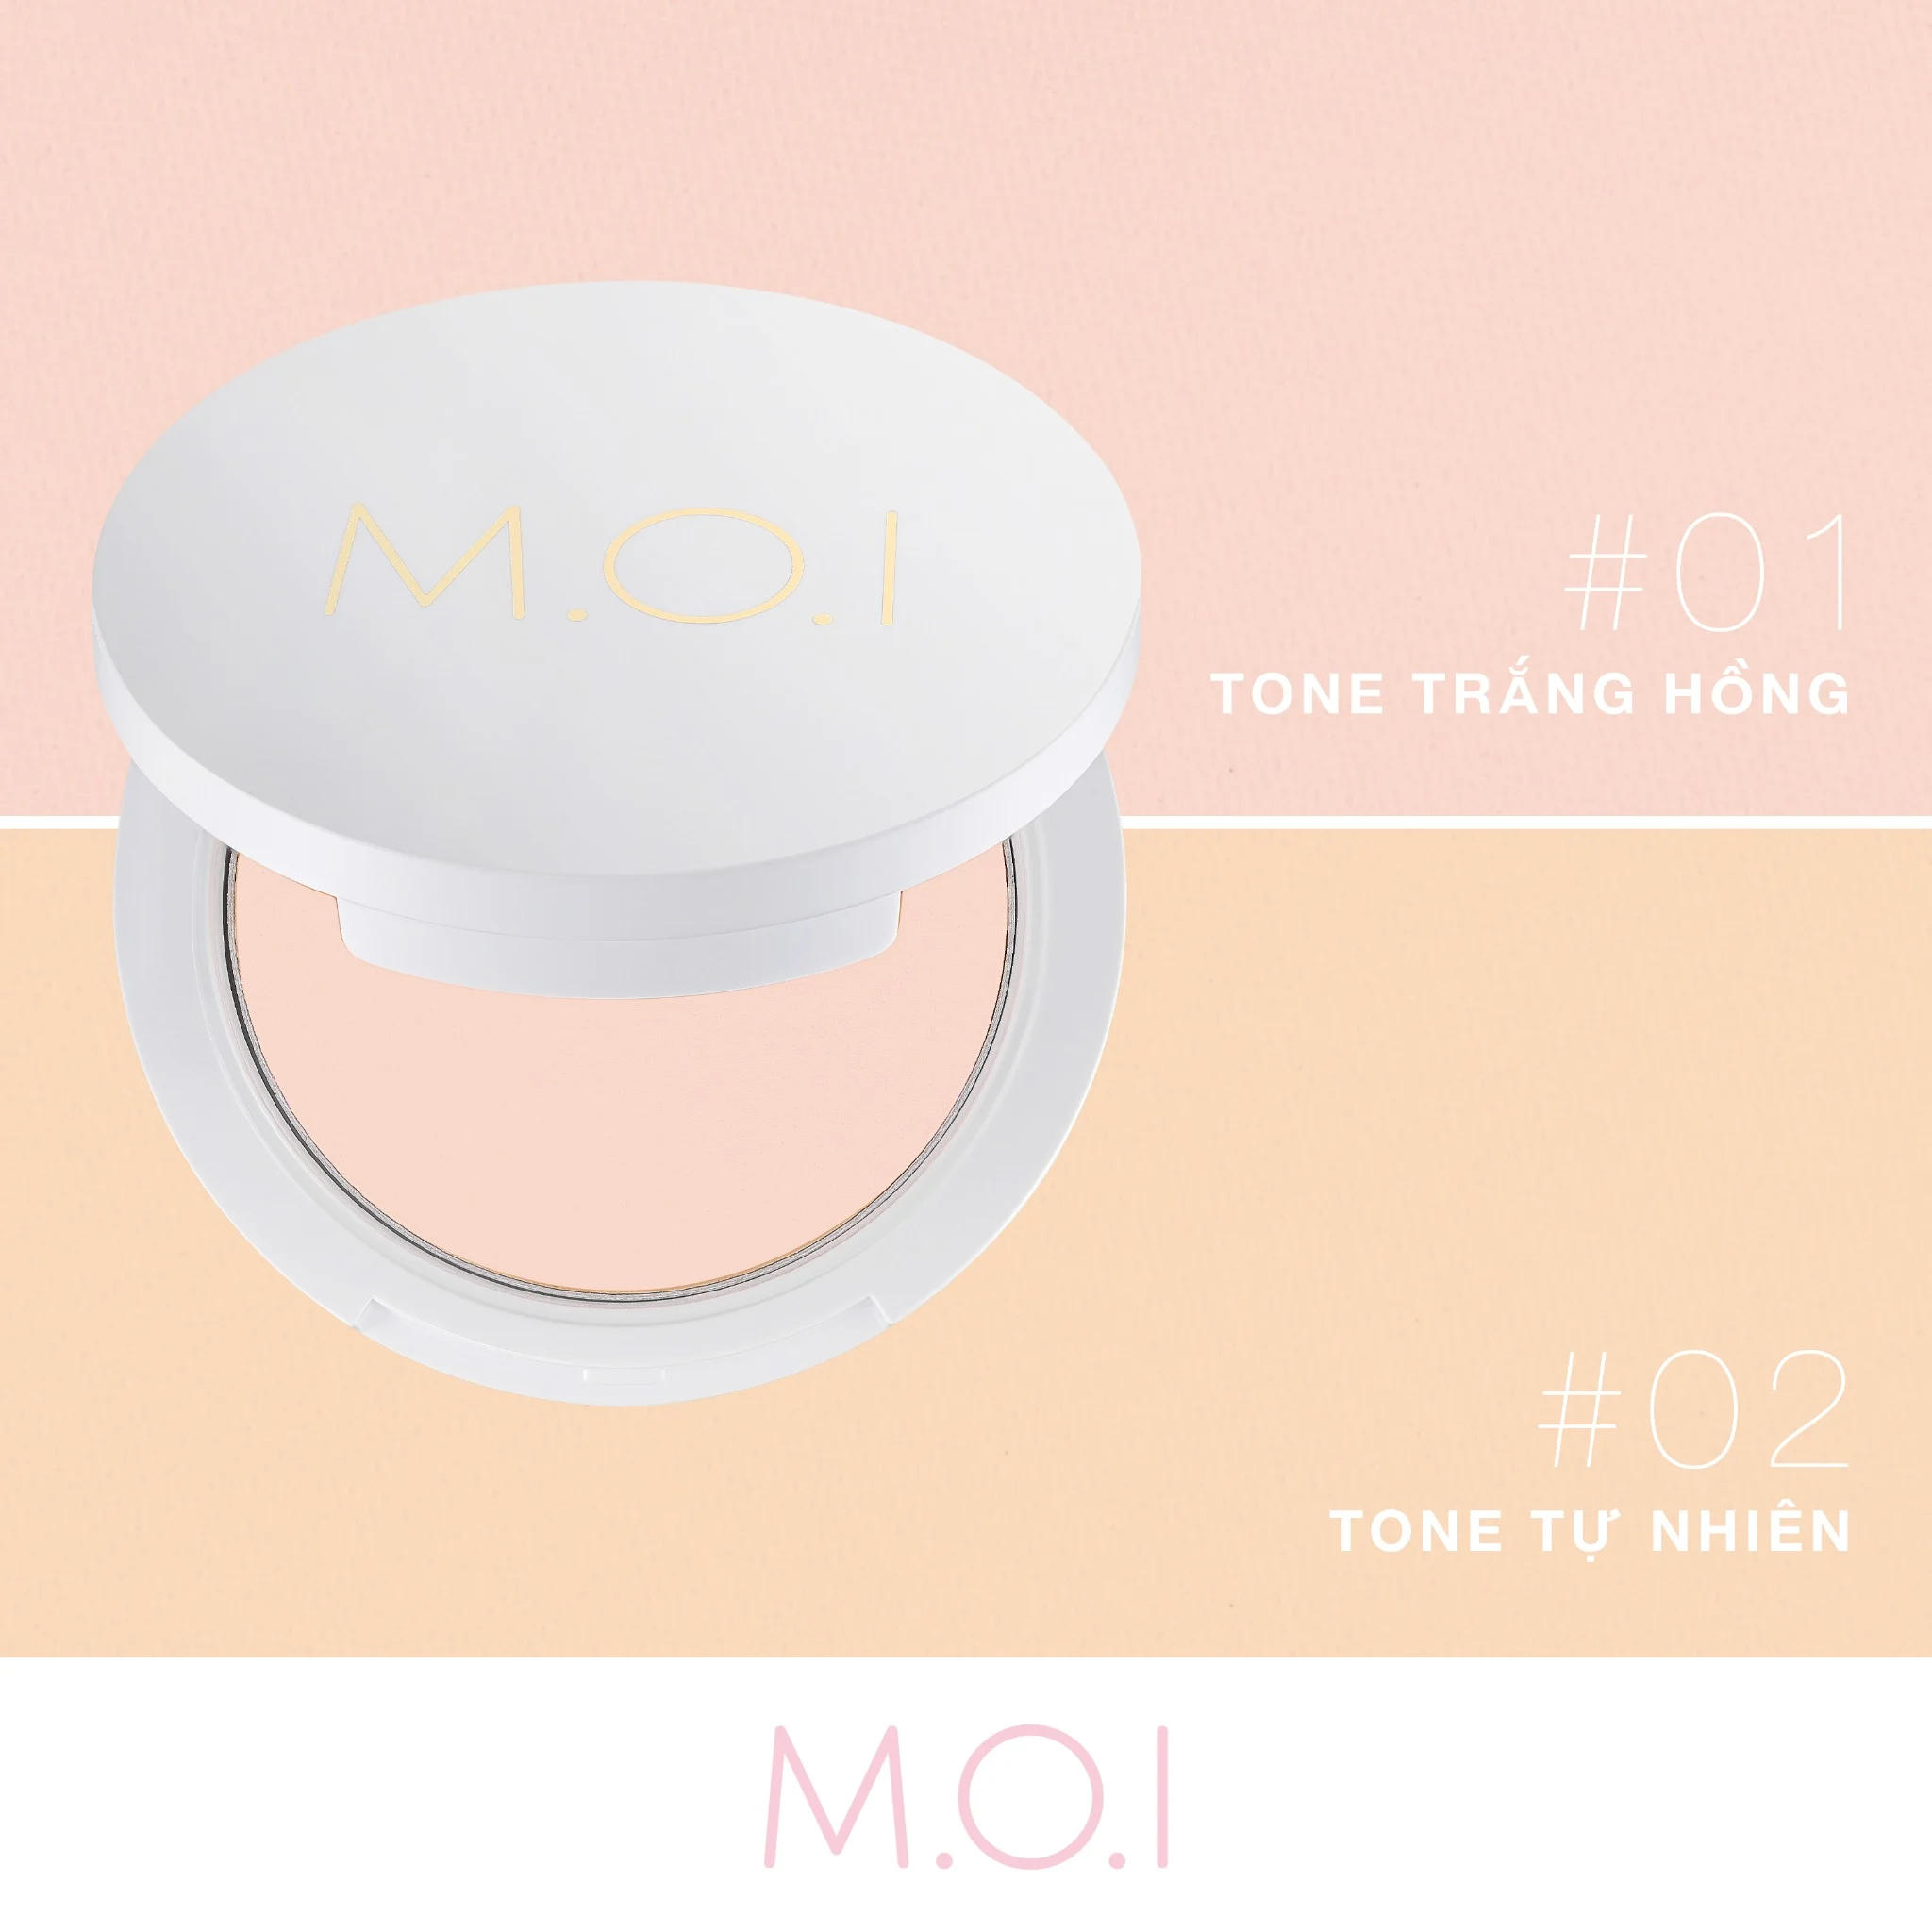 M.O.I
#01
TONE TRẮNG HỒNG
#02
TONE TỰ NHIÊN
M.O.I